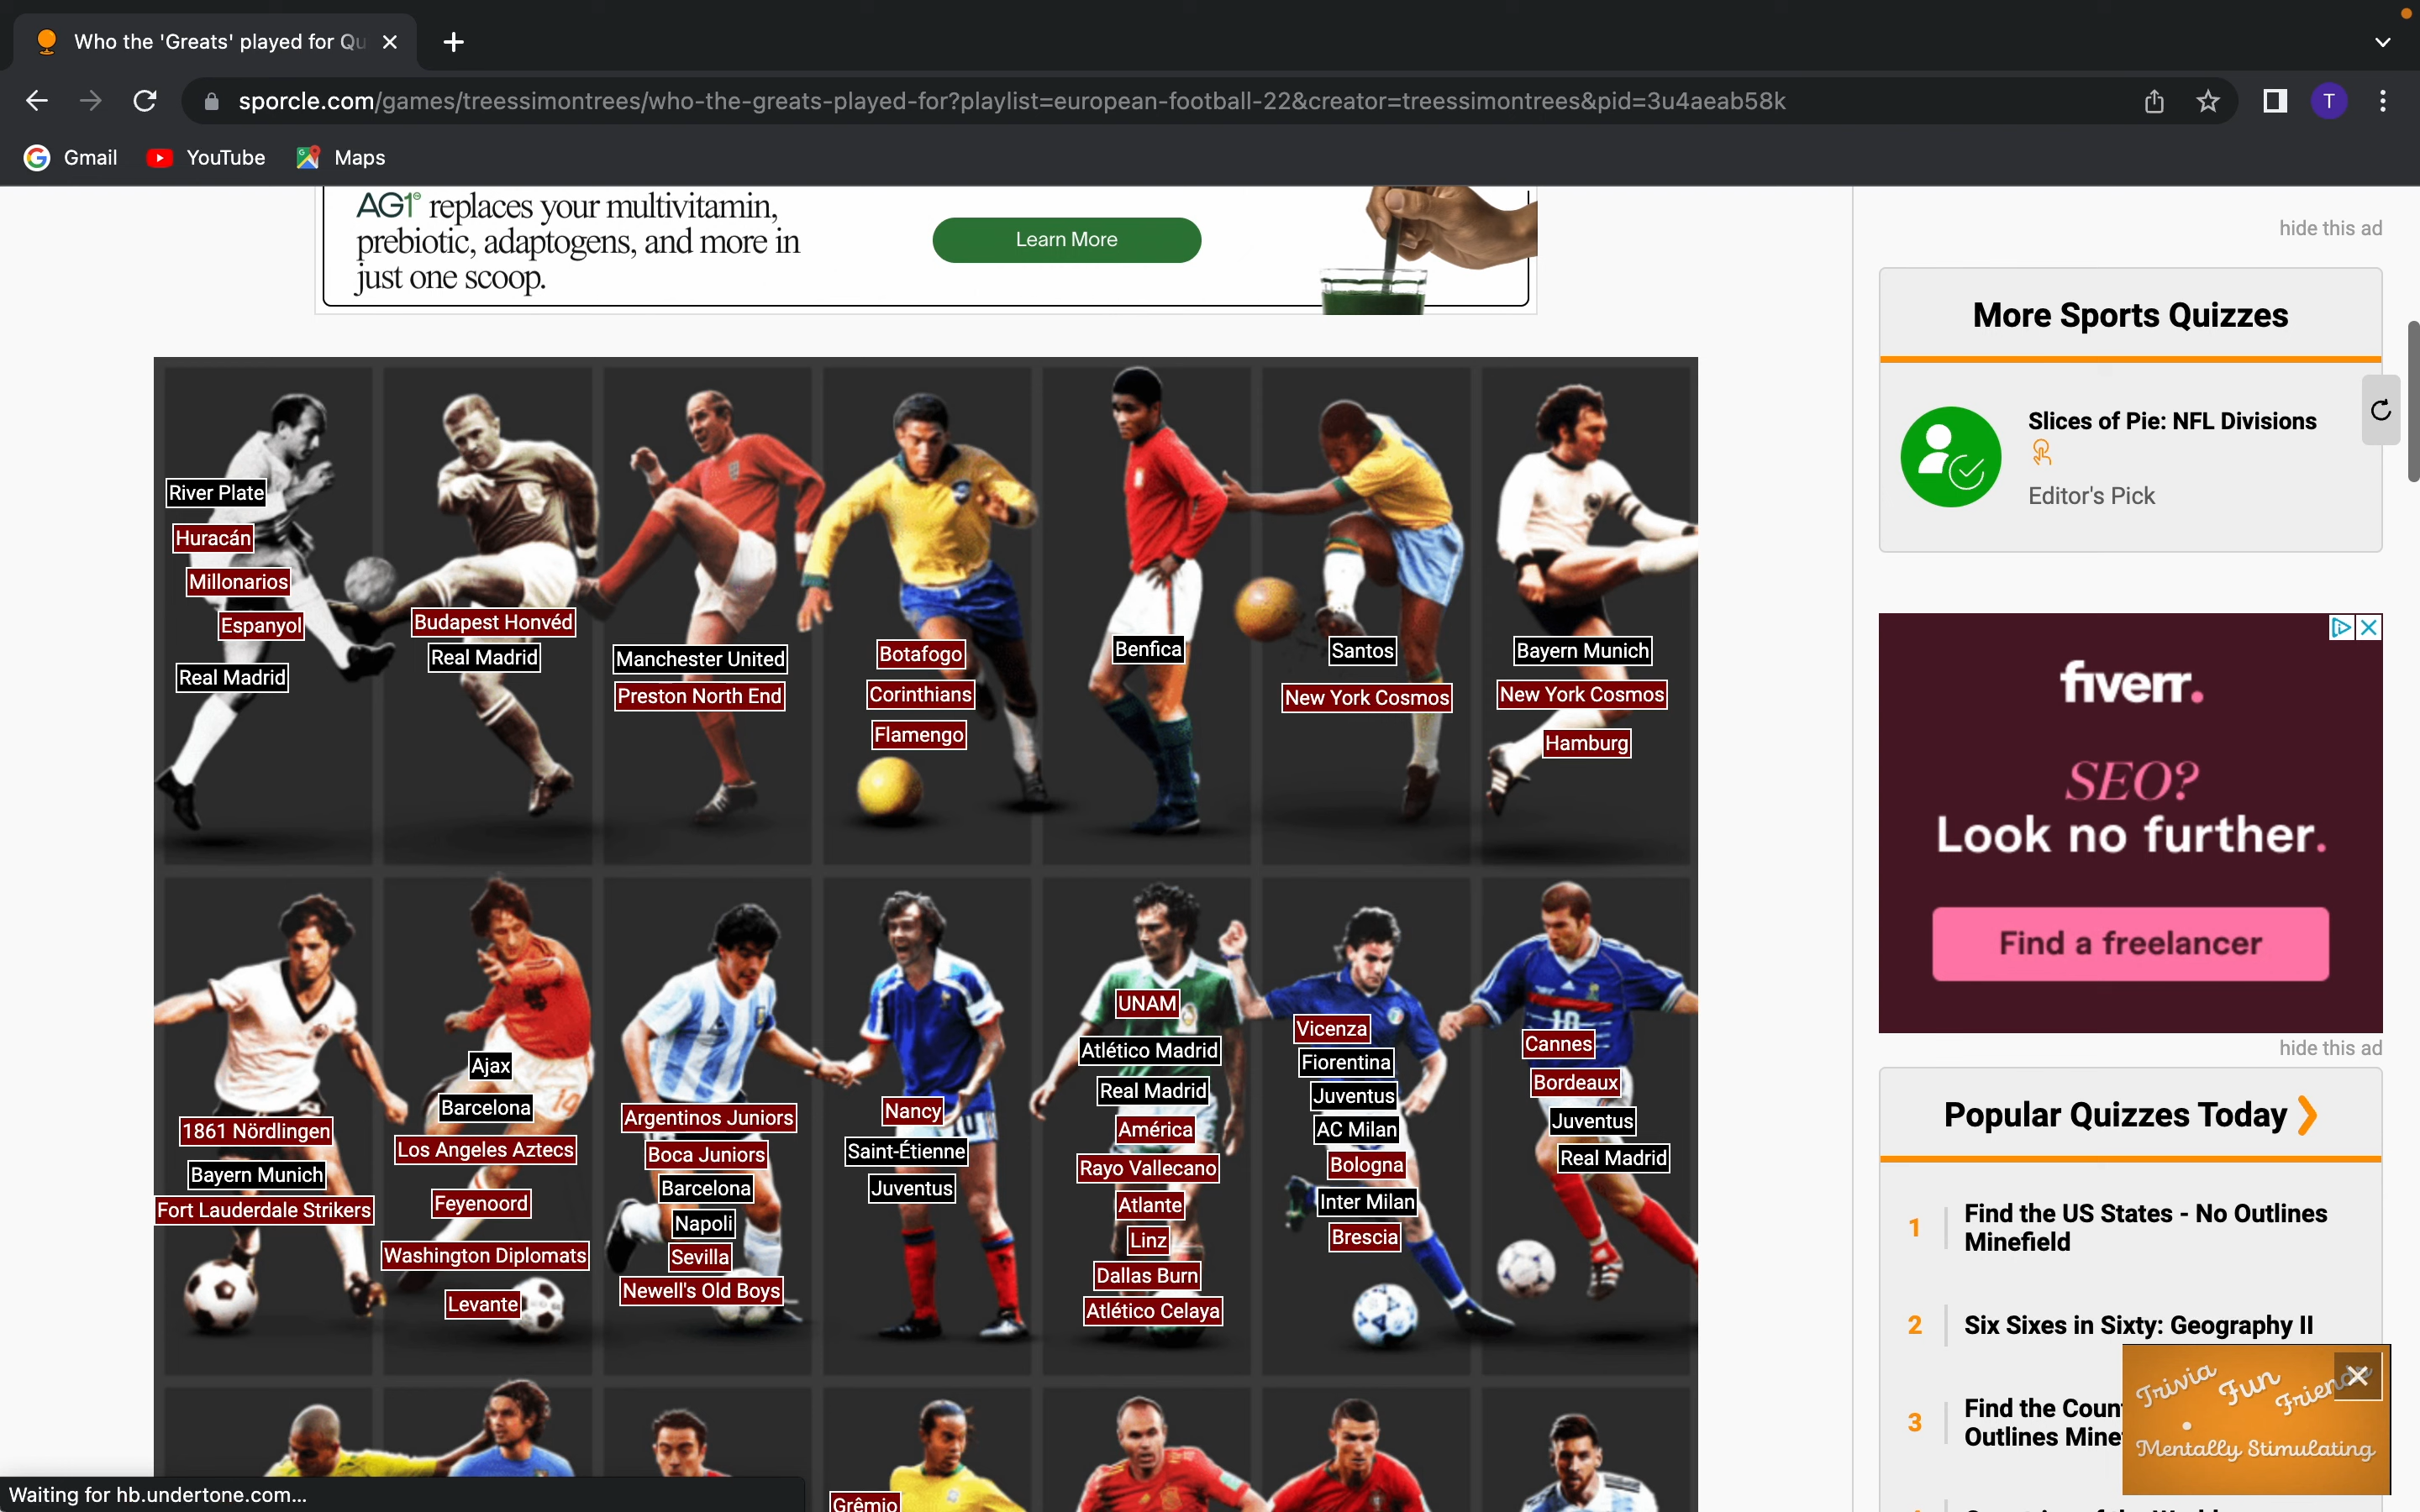 Who the 'Greats' played for Qu
sporcle.com/games/treessimontrees/who-the-greats-played-for?playlist=european-football-22&creator=treessimontrees&pid=3u4aeab58k
T
Gmail
YouTube
Maps
AG1® replaces your multivitamin,
prebiotic, adaptogens, and more in
just one scoop.
Learn More
River Plate
Huracán
Millonarios
Espanyol
Real Madrid
Budapest Honvéd
Real Madrid
Manchester United
Preston North End
Botafogo
Corinthians
Flamengo
Benfica
Santos
New York Cosmos
Bayern Munich
New York Cosmos
Hamburg
1861 Nördlingen
Bayern Munich
Fort Lauderdale Strikers
Ajax
Barcelona
14
Los Angeles Aztecs
Feyenoord
Washington Diplomats
Levante
Argentinos Juniors
Boca Juniors
Barcelona
Napoli
Sevilla
Newell's Old Boys
Nancy
10
Saint-Étienne
Juventus
UNAM
Atlético Madrid
Real Madrid
América
Rayo Vallecano
Atlante
Linz
Dallas Burn
Atlético Celaya
Vicenza
Fiorentina
Juventus
AC Milan
Bologna
Inter Milan
Brescia
10
Cannes
Bordeaux
Juventus
Real Madrid
Grêmio
hide this ad
More Sports Quizzes
Slices of Pie: NFL Divisions
Editor's Pick
fiverr.
SEO?
Look no further.
Find a freelancer
hide this ad
Popular Quizzes Today
1 Find the US States - No Outlines
Minefield
2 Six Sixes in Sixty: Geography II
3 Find the Coun
Outlines Mine
Trivia Fun Friends
Mentally Stimulating
Waiting for hb.undertone.com...